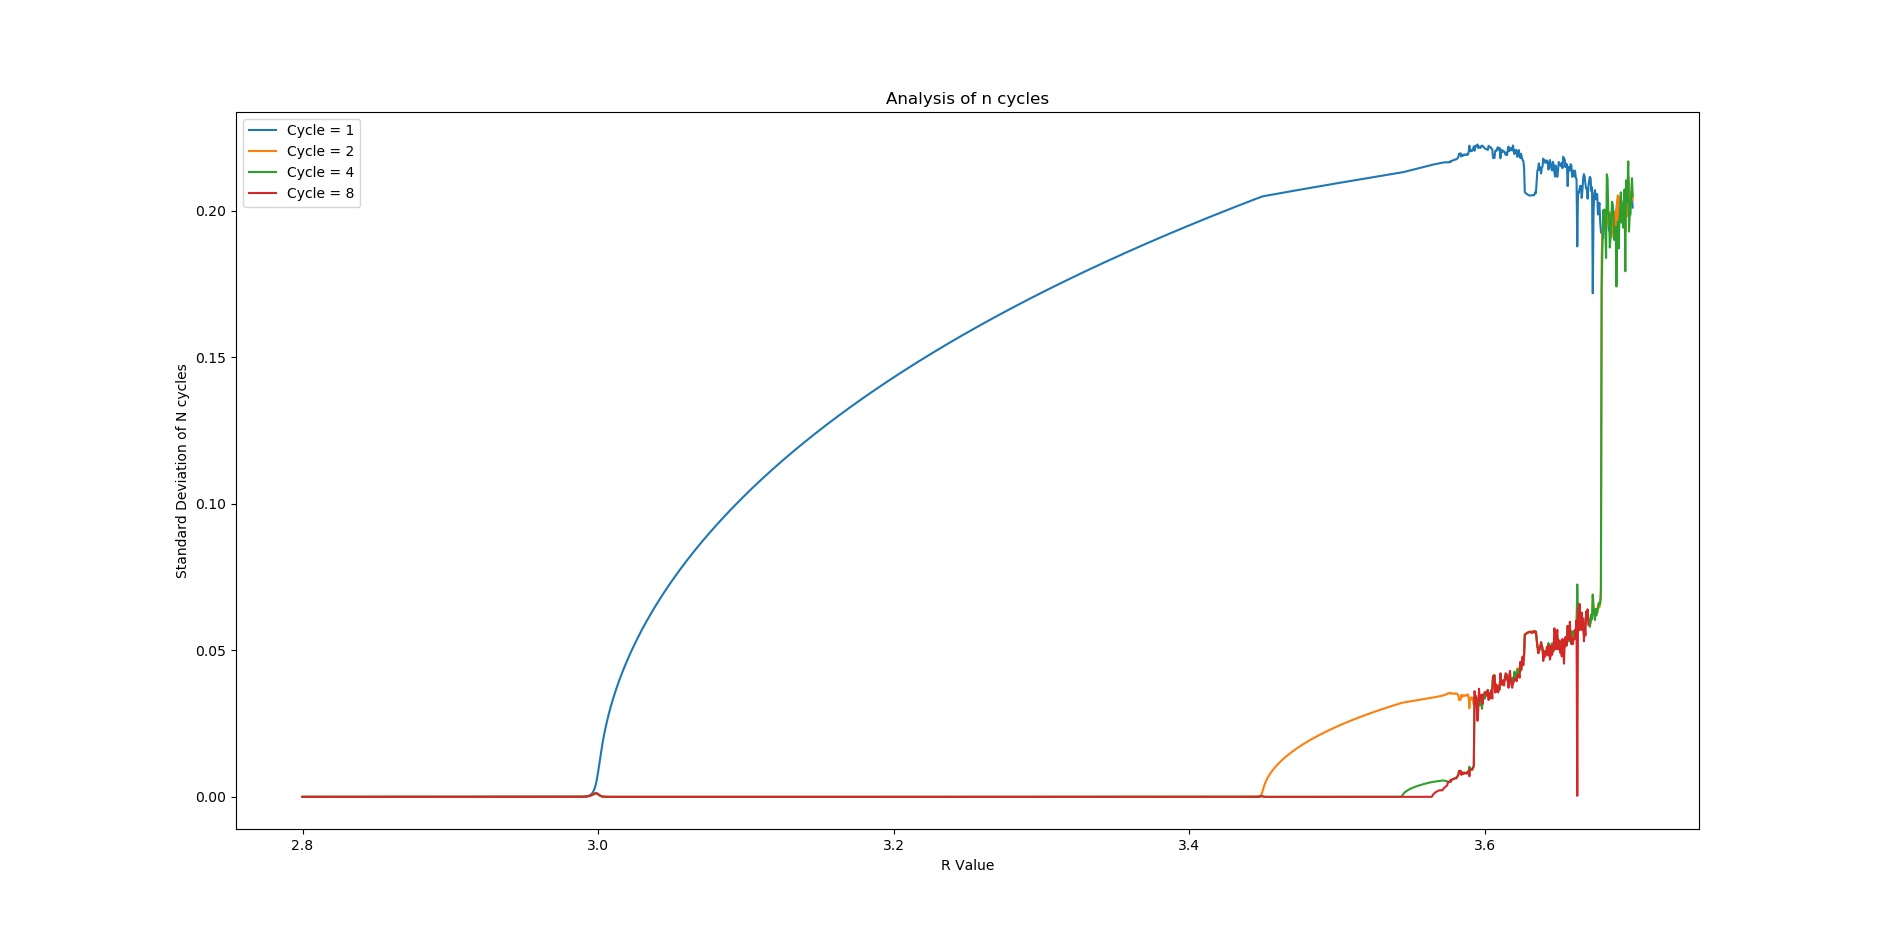 Analysis of n cycles
Cycle = 1
Cycle = 2
Cycle = 4
Cycle = 8
Standard Deviation of N cycles
0.20
0.15
0.10
0.05
0.00
2.8 3.0 3.2 3.4 3.6
R Value